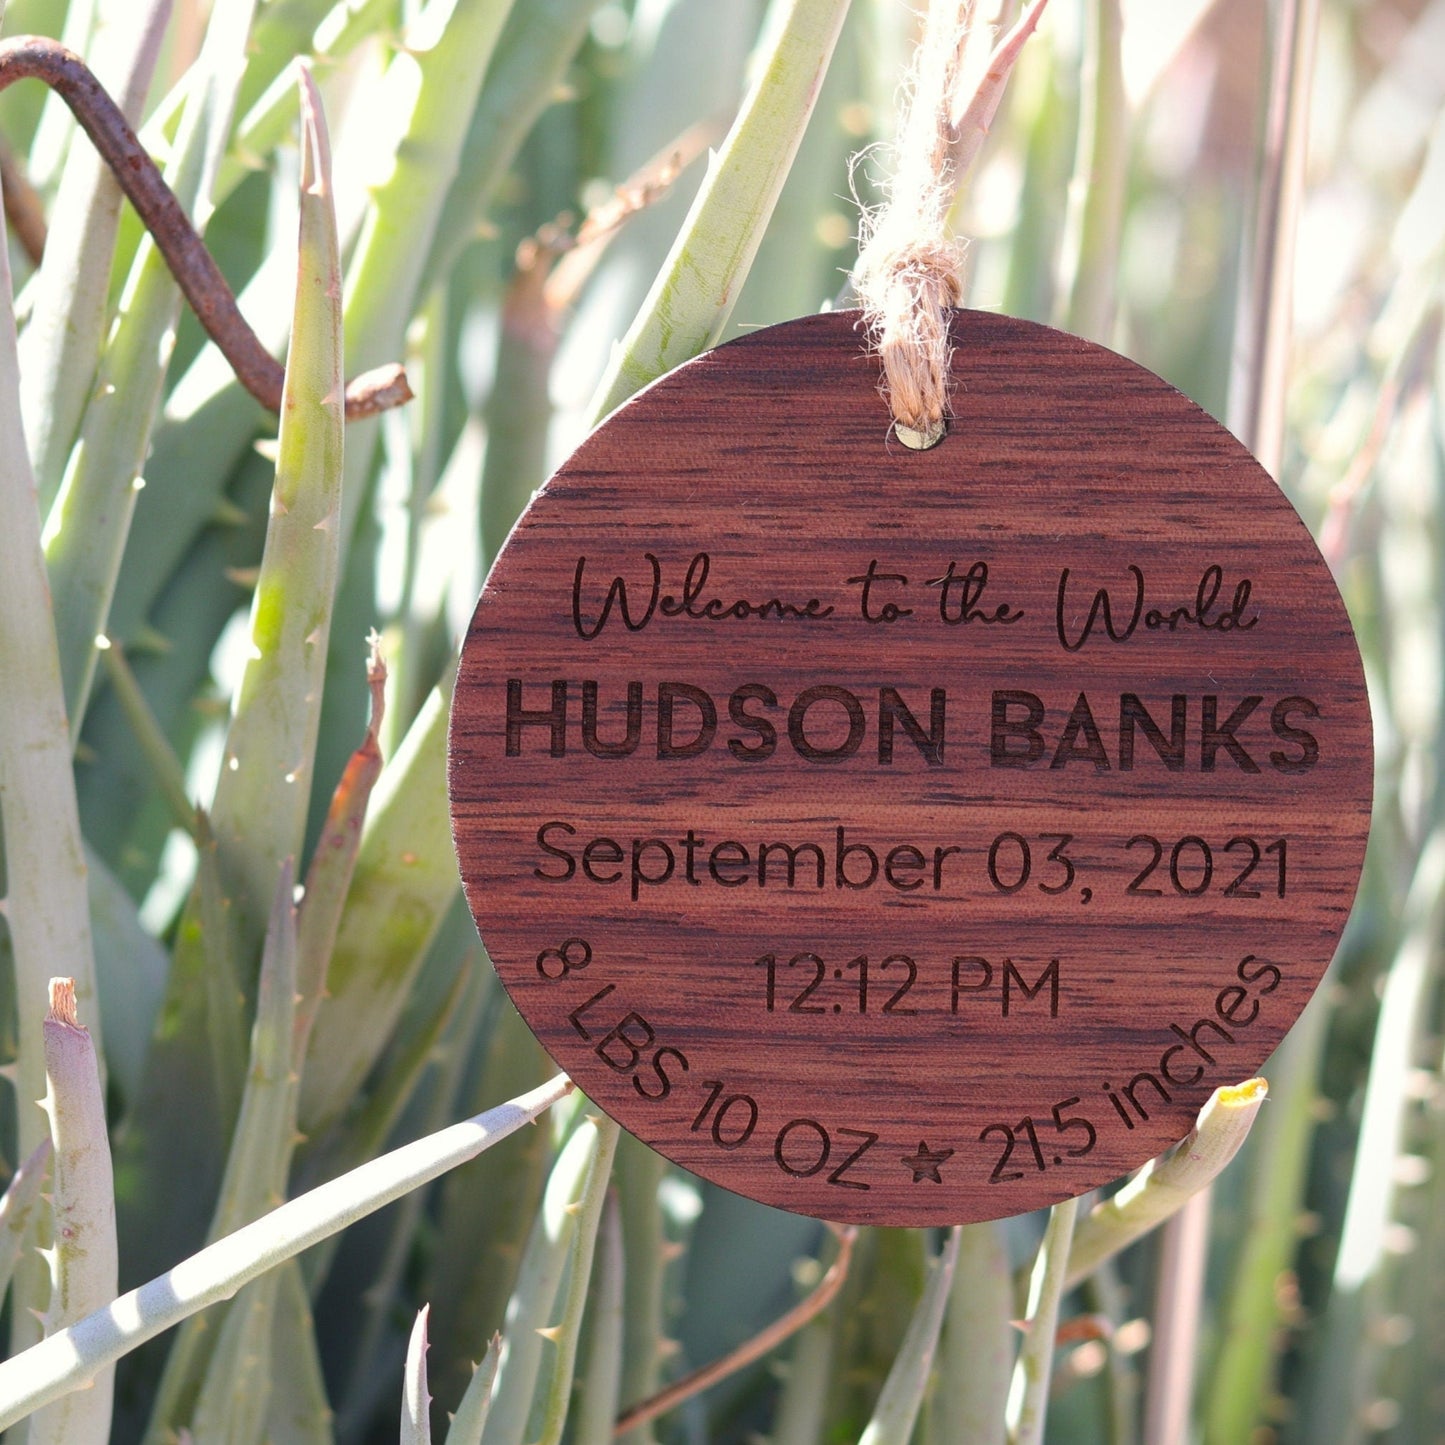 Welcome to the World
HUDSON BANKS
September 03, 2021
12:12 PM
8 LBS 10 OZ ★ 21.5 inches